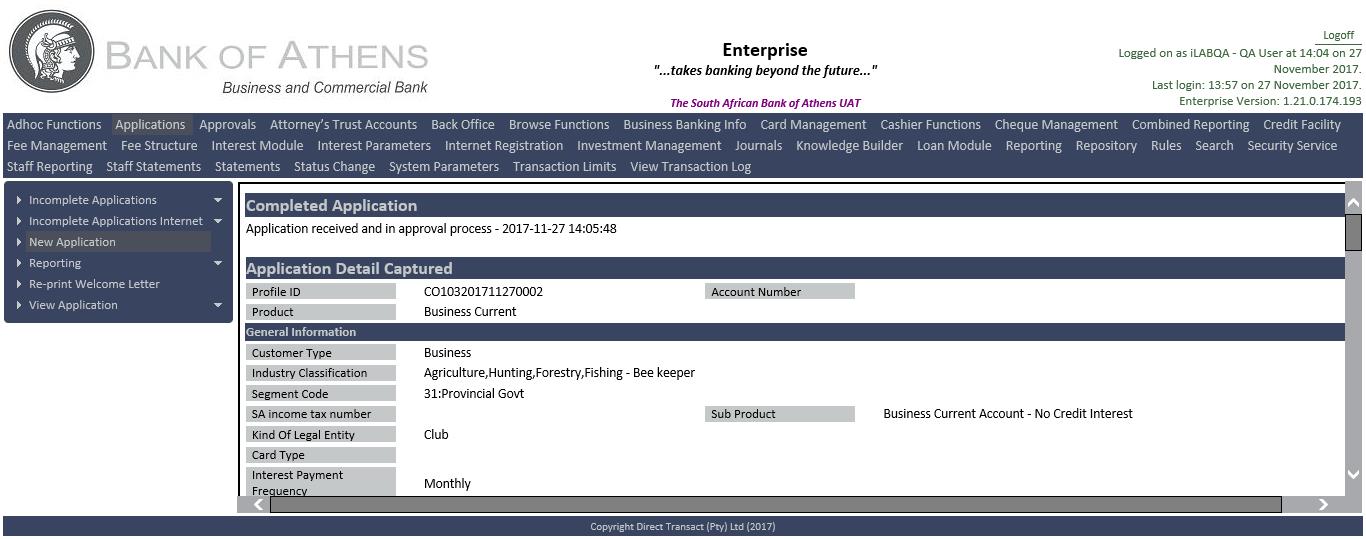 BANK OF ATHENS
Business and Commercial Bank
Enterprise
"...takes banking beyond the future..."
The South African Bank of Athens UAT
Logoff
Logged on as iLABQA - QA User at 14:04 on 27
November 2017.
Last login: 13:57 on 27 November 2017.
Enterprise Version: 1.21.0.174.193
Adhoc Functions Applications Approvals Attorney's Trust Accounts Back Office Browse Functions Business Banking Info Card Management Cashier Functions Cheque Management Combined Reporting Credit Facility
Fee Management Fee Structure Interest Module Interest Parameters Internet Registration Investment Management Journals Knowledge Builder Loan Module Reporting Repository Rules Search Security Service
Staff Reporting Staff Statements Statements Status Change System Parameters Transaction Limits View Transaction Log
Incomplete Applications
Incomplete Applications Internet
New Application
Reporting
Re-print Welcome Letter
View Application
Completed Application
Application received and in approval process - 2017-11-27 14:05:48
Application Detail Captured
Profile ID CO103201711270002 Account Number
Product Business Current
General Information
Customer Type Business
Industry Classification Agriculture,Hunting,Forestry,Fishing - Bee keeper
Segment Code 31:Provincial Govt
SA income tax number Sub Product Business Current Account - No Credit Interest
Kind Of Legal Entity Club
Card Type
Interest Payment
Frequency Monthly
Copyright Direct Transact (Pty) Ltd (2017)